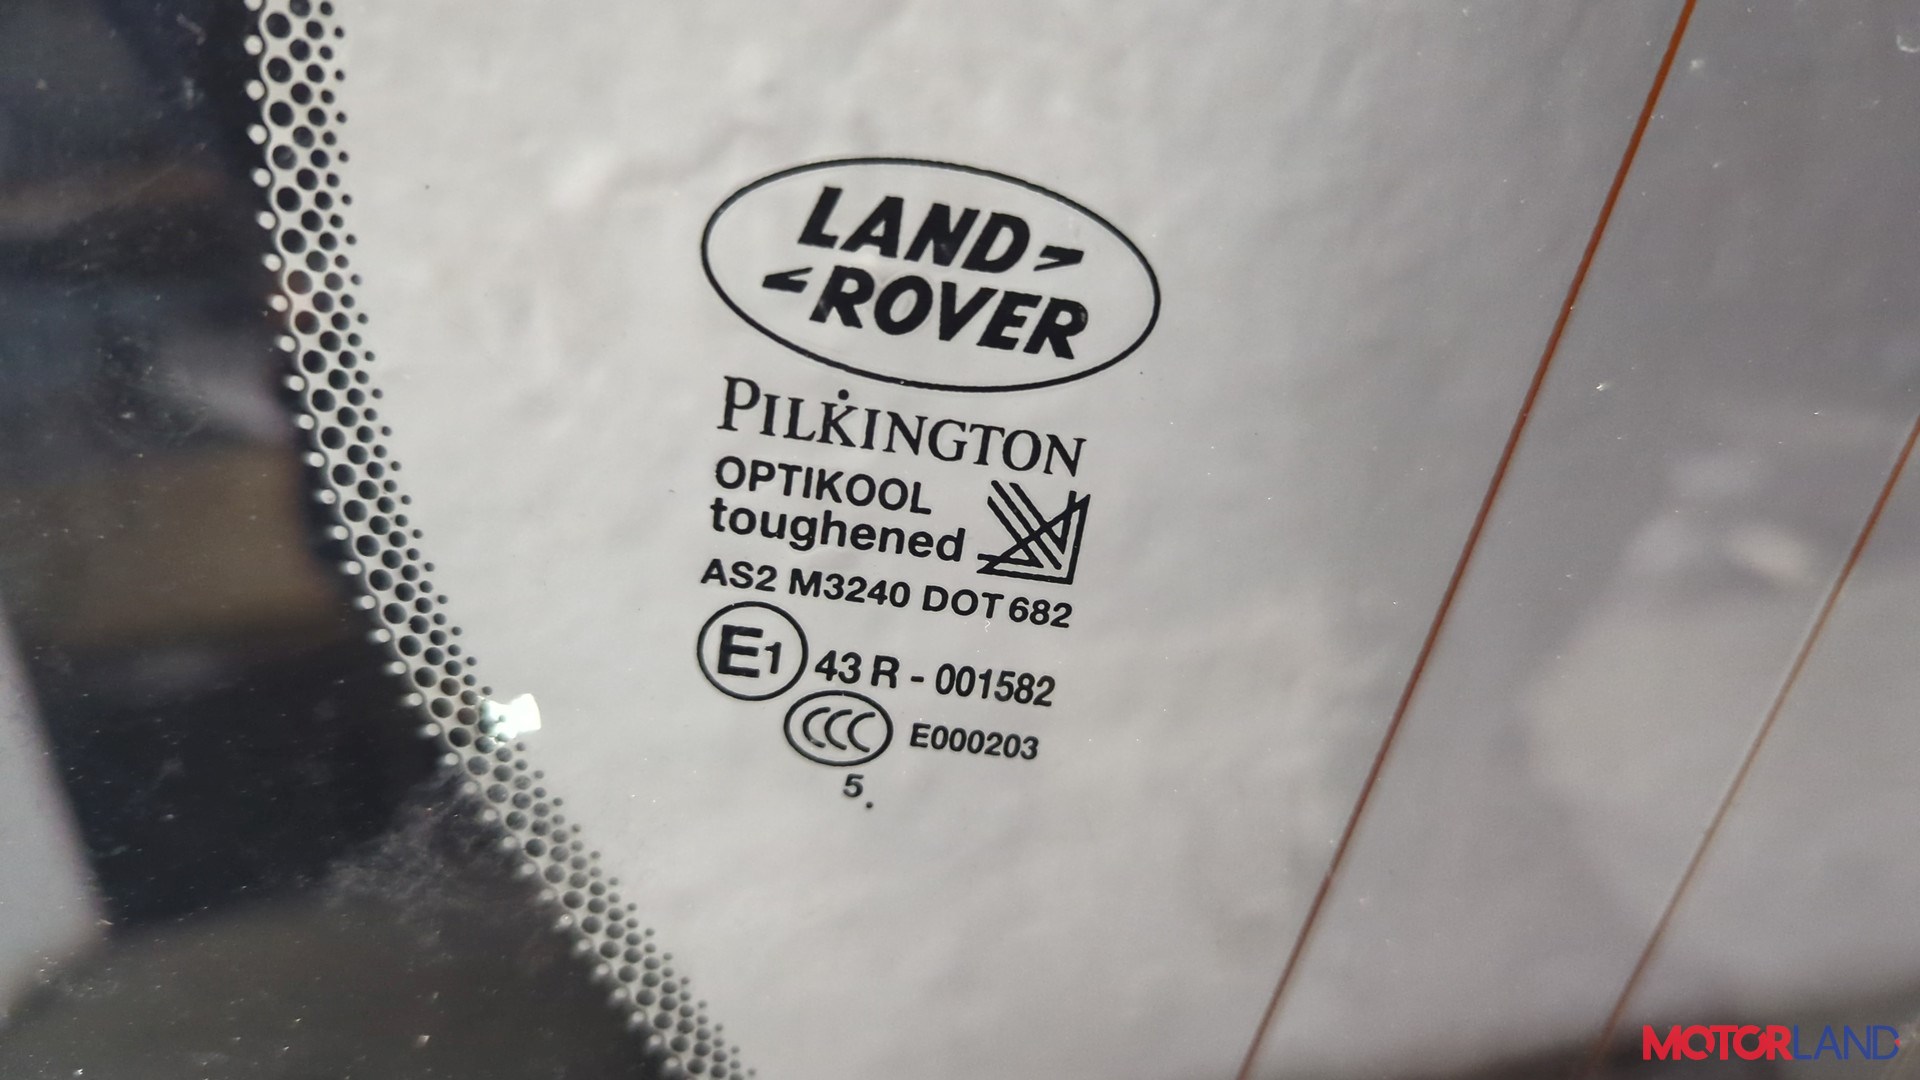 LAND
ROVER
PILKINGTON
OPTIKOOL
toughened
AS2 M3240 DOT 682
E1 43 R - 001582
CCC E000203
5.
MOTORLAND